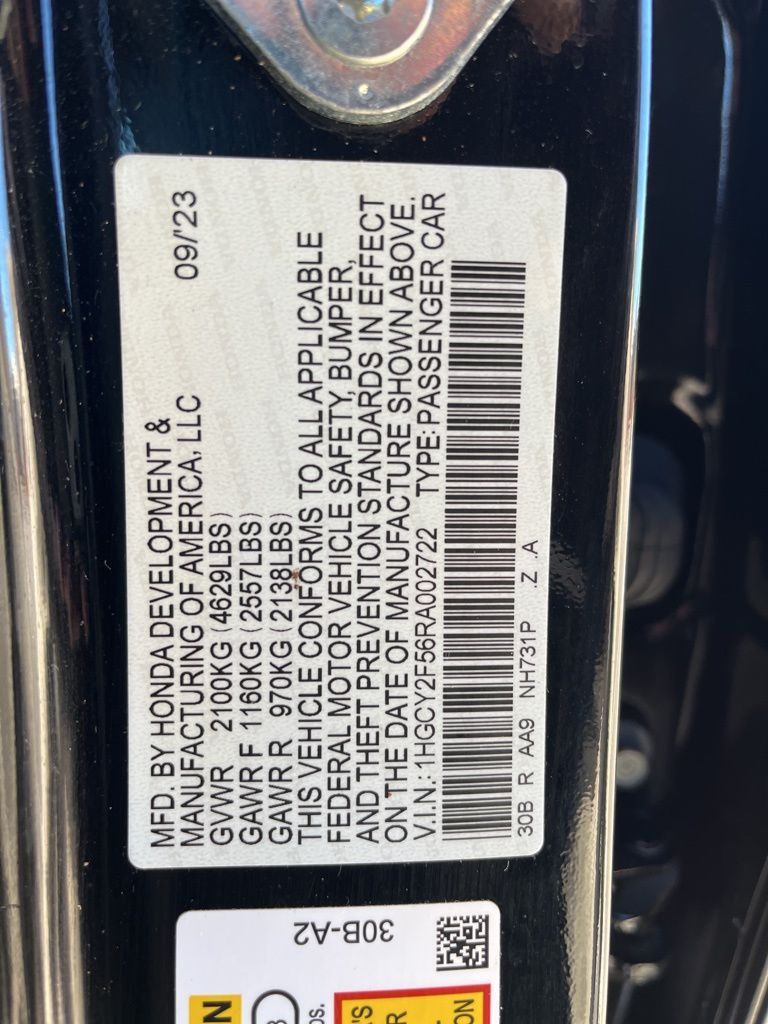 MFD. BY HONDA DEVELOPMENT &
MANUFACTURING OF AMERICA, LLC 09/'23
GVWR 2100KG (4629LBS)
GAWR F 1160KG (2557LBS)
GAWR R 970KG (2138LBS)
THIS VEHICLE CONFORMS TO ALL APPLICABLE
FEDERAL MOTOR VEHICLE SAFETY, BUMPER,
AND THEFT PREVENTION STANDARDS IN EFFECT
ON THE DATE OF MANUFACTURE SHOWN ABOVE.
V.I.N.: 1HGCY2F56RA002722 TYPE: PASSENGER CAR
30B R AA9 NH731P .Z .A
30B-A2